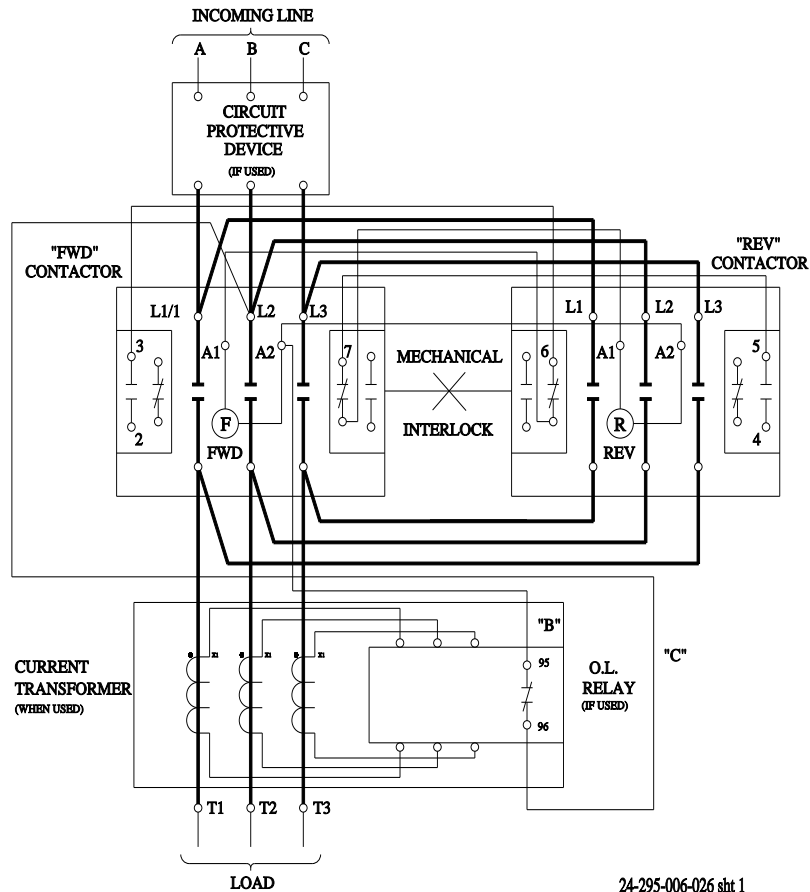 INCOMING LINE
A B C
CIRCUIT
PROTECTIVE
DEVICE
(IF USED)
"FWD"
CONTACTOR
"REV"
CONTACTOR
L1/1 L2 L3
L1 L2 L3
3 A1 A2 7
MECHANICAL
6 A1 A2 5
F
INTERLOCK
R
2 FWD
REV 4
"B"
"C"
CURRENT
TRANSFORMER
(WHEN USED)
X1 X1 X1
95
96
O.L.
RELAY
(IF USED)
T1 T2 T3
LOAD
24-295-006-026 sht 1